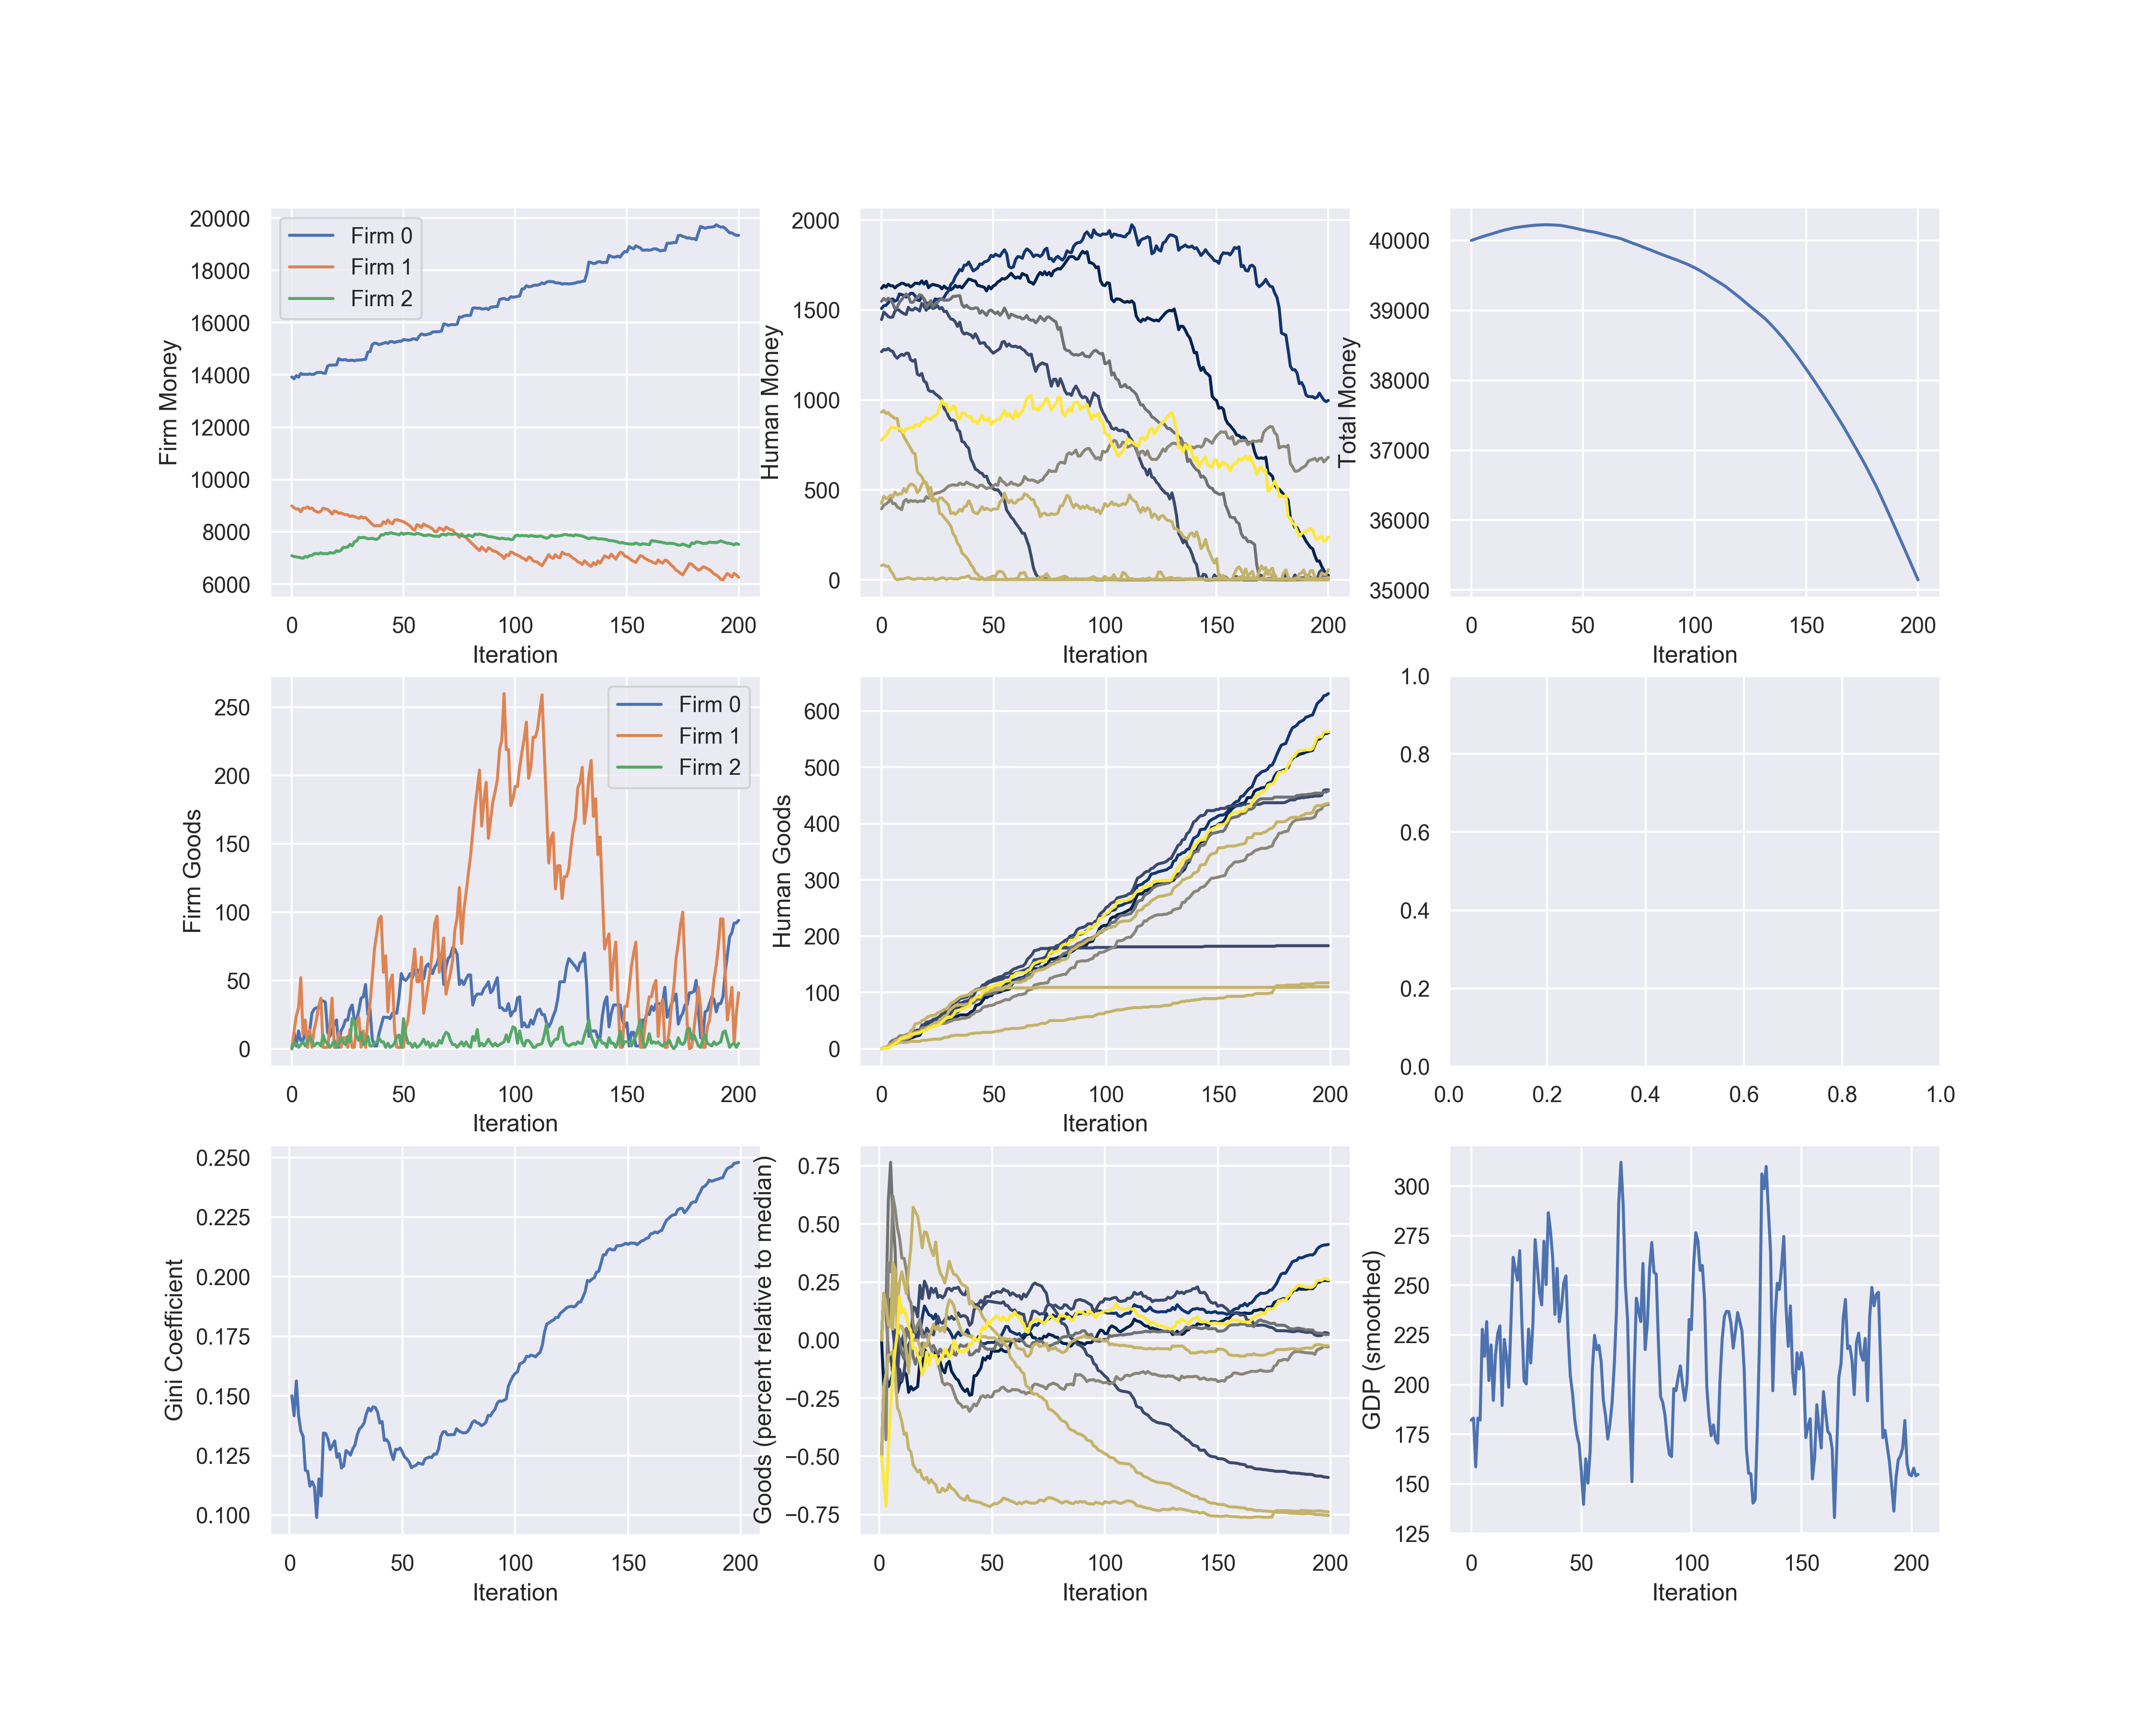 20000
18000
16000
14000
12000
10000
8000
6000
Firm Money
Firm 0
Firm 1
Firm 2
0 50 100 150 200
Iteration
2000
1500
1000
500
0
Human Money
0 50 100 150 200
Iteration
40000
39000
38000
37000
36000
35000
Total Money
0 50 100 150 200
Iteration
250
200
150
100
50
0
Firm Goods
Firm 0
Firm 1
Firm 2
0 50 100 150 200
Iteration
600
500
400
300
200
100
0
Human Goods
0 50 100 150 200
Iteration
1.0
0.8
0.6
0.4
0.2
0.0
0.0 0.2 0.4 0.6 0.8 1.0
0.250
0.225
0.200
0.175
0.150
0.125
0.100
Gini Coefficient
0 50 100 150 200
Iteration
0.75
0.50
0.25
0.00
−0.25
−0.50
−0.75
Goods (percent relative to median)
0 50 100 150 200
Iteration
300
275
250
225
200
175
150
125
GDP (smoothed)
0 50 100 150 200
Iteration